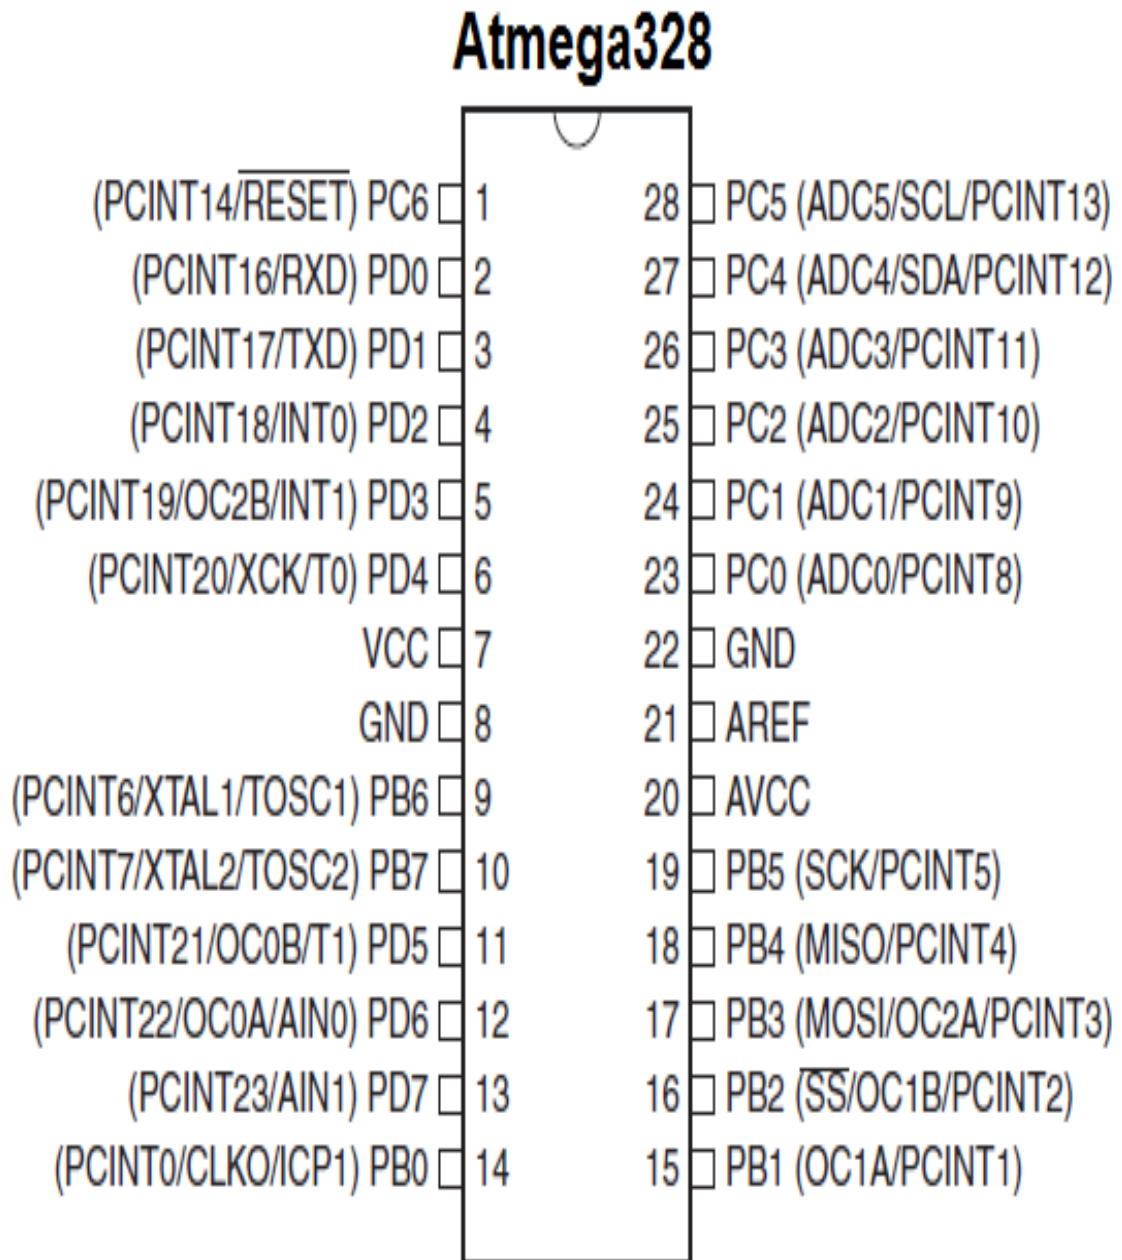 Atmega328
(PCINT14/RESET) PC6 1 28 PC5 (ADC5/SCL/PCINT13)
(PCINT16/RXD) PD0 2 27 PC4 (ADC4/SDA/PCINT12)
(PCINT17/TXD) PD1 3 26 PC3 (ADC3/PCINT11)
(PCINT18/INT0) PD2 4 25 PC2 (ADC2/PCINT10)
(PCINT19/OC2B/INT1) PD3 5 24 PC1 (ADC1/PCINT9)
(PCINT20/XCK/T0) PD4 6 23 PC0 (ADC0/PCINT8)
VCC 7 22 GND
GND 8 21 AREF
(PCINT6/XTAL1/TOSC1) PB6 9 20 AVCC
(PCINT7/XTAL2/TOSC2) PB7 10 19 PB5 (SCK/PCINT5)
(PCINT21/OC0B/T1) PD5 11 18 PB4 (MISO/PCINT4)
(PCINT22/OC0A/AIN0) PD6 12 17 PB3 (MOSI/OC2A/PCINT3)
(PCINT23/AIN1) PD7 13 16 PB2 (SS/OC1B/PCINT2)
(PCINT0/CLKO/ICP1) PB0 14 15 PB1 (OC1A/PCINT1)